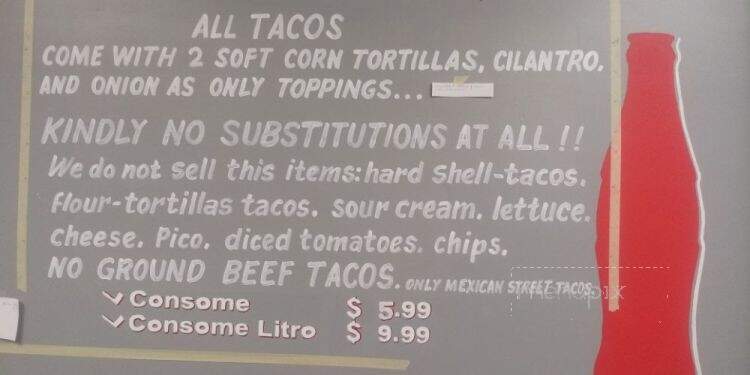 ALL TACOS
COME WITH 2 SOFT CORN TORTILLAS, CILANTRO,
AND ONION AS ONLY TOPPINGS...
KINDLY NO SUBSTITUTIONS AT ALL !!
We do not sell this items: hard shell-tacos.
flour-tortillas tacos. sour cream. lettuce.
cheese. Pico. diced tomatoes. chips.
NO GROUND BEEF TACOS. ONLY MEXICAN STREET TACOS.
Consome $ 5.99
Consome Litro $ 9.99